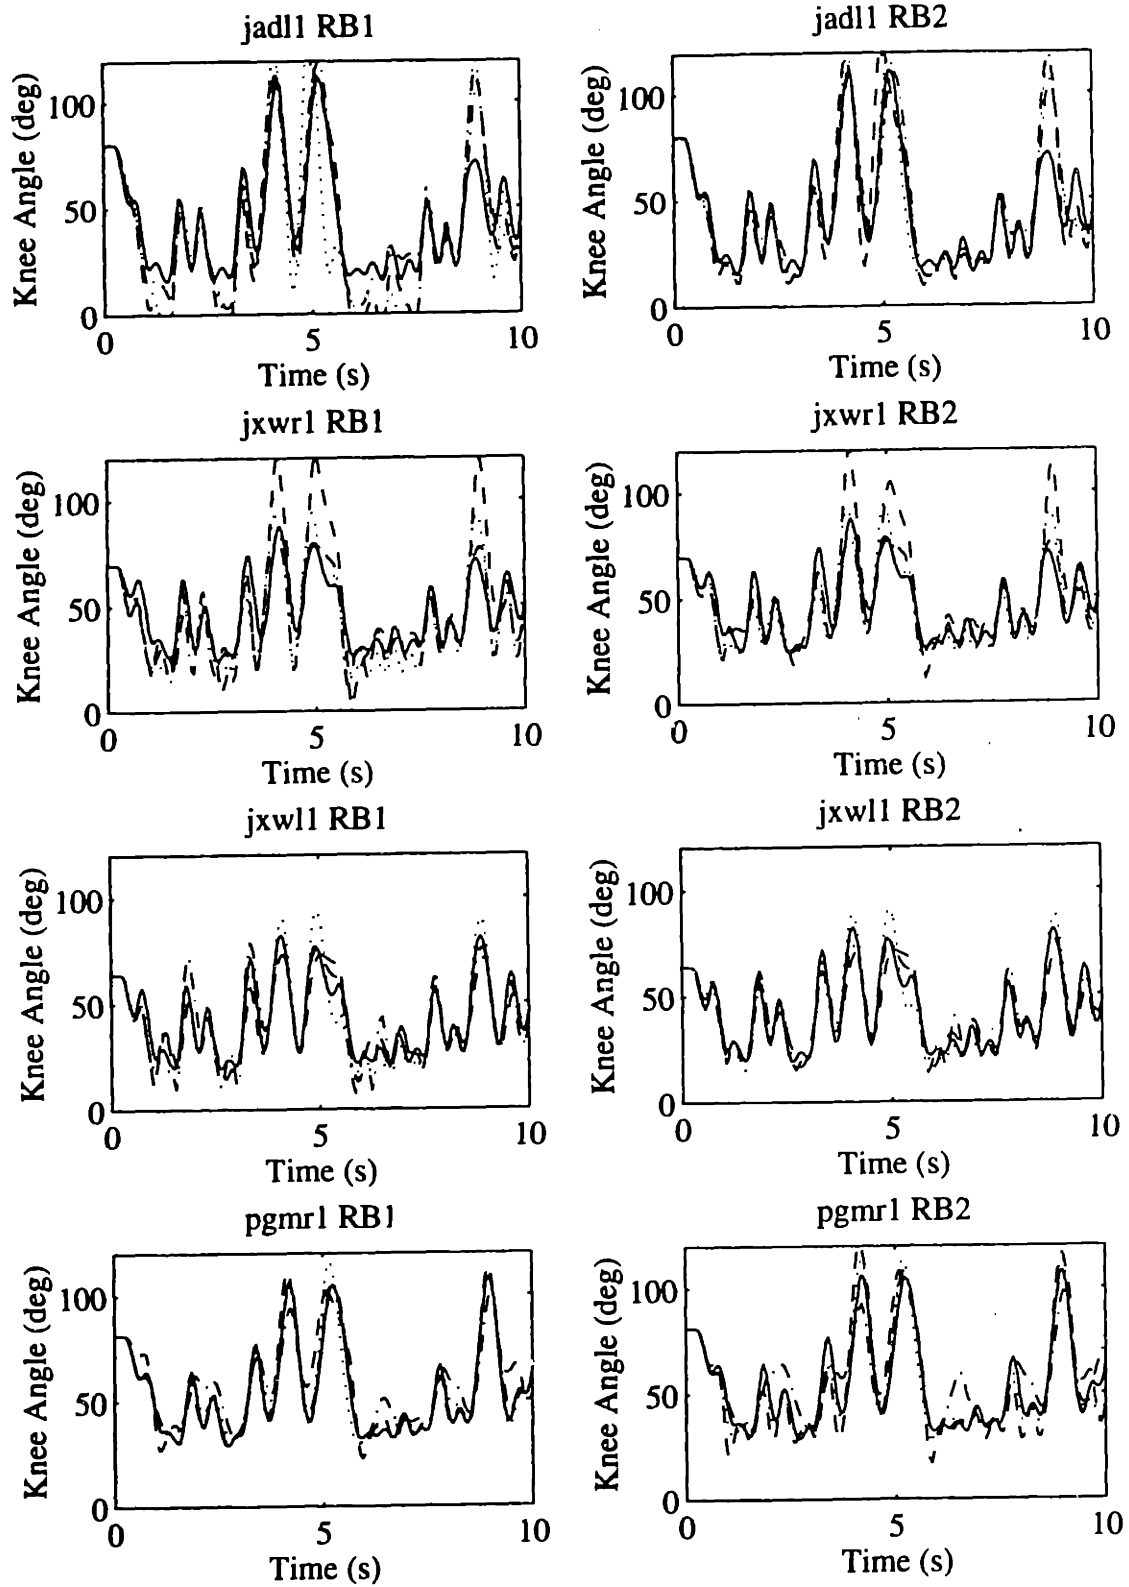 jadl1 RB1
jadl1 RB2
Knee Angle (deg)
100
50
0
0 5 10
Time (s)
Knee Angle (deg)
100
50
0
0 5 10
Time (s)
jxwr1 RB1
jxwr1 RB2
Knee Angle (deg)
100
50
0
0 5 10
Time (s)
Knee Angle (deg)
100
50
0
0 5 10
Time (s)
jxwl1 RB1
jxwl1 RB2
Knee Angle (deg)
100
50
0
0 5 10
Time (s)
Knee Angle (deg)
100
50
0
0 5 10
Time (s)
pgmr1 RB1
pgmr1 RB2
Knee Angle (deg)
100
50
0
0 5 10
Time (s)
Knee Angle (deg)
100
50
0
0 5 10
Time (s)